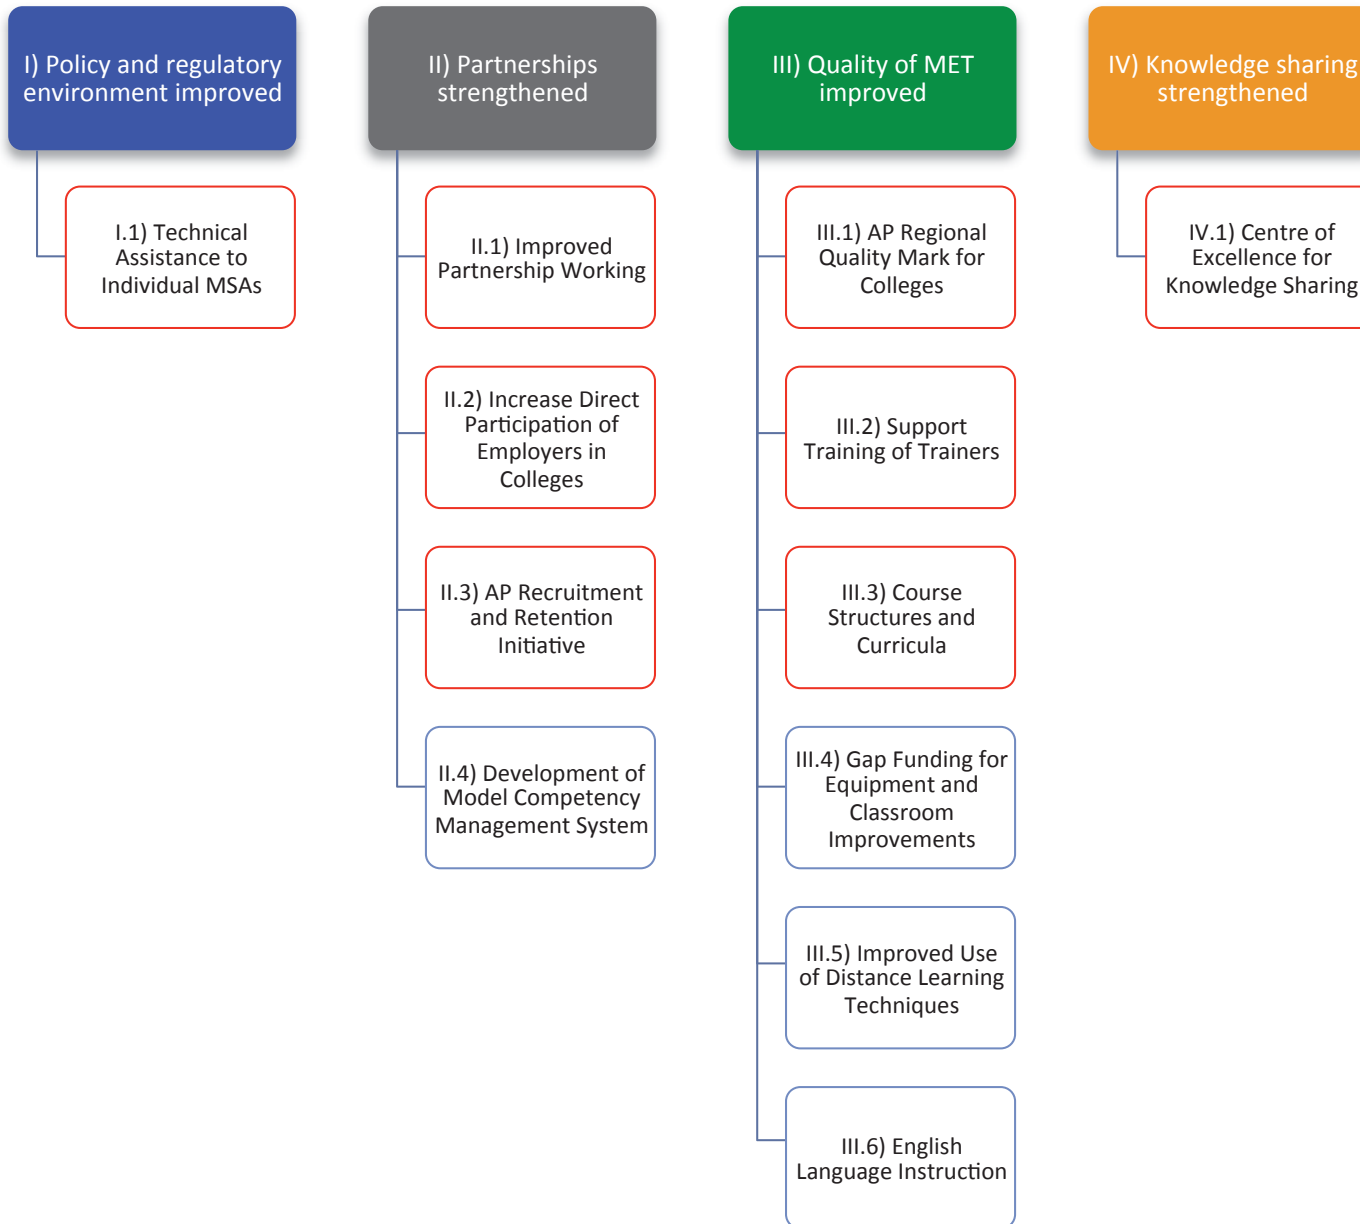 I) Policy and regulatory
environment improved
I.1) Technical
Assistance to
Individual MSAs
II) Partnerships
strengthened
II.1) Improved
Partnership Working
II.2) Increase Direct
Participation of
Employers in
Colleges
II.3) AP Recruitment
and Retention
Initiative
II.4) Development of
Model Competency
Management System
III) Quality of MET
improved
III.1) AP Regional
Quality Mark for
Colleges
III.2) Support
Training of Trainers
III.3) Course
Structures and
Curricula
III.4) Gap Funding for
Equipment and
Classroom
Improvements
III.5) Improved Use
of Distance Learning
Techniques
III.6) English
Language Instruction
IV) Knowledge sharing
strengthened
IV.1) Centre of
Excellence for
Knowledge Sharing